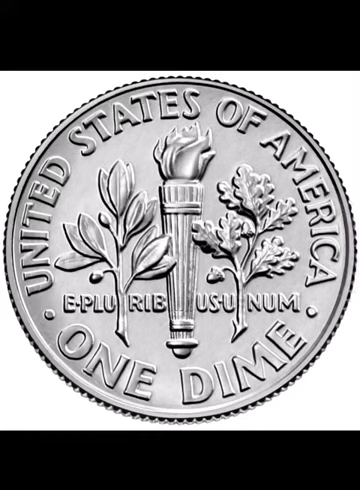 UNITED STATES OF AMERICA
E·PLURIBUS·UNUM
· ONE DIME ·